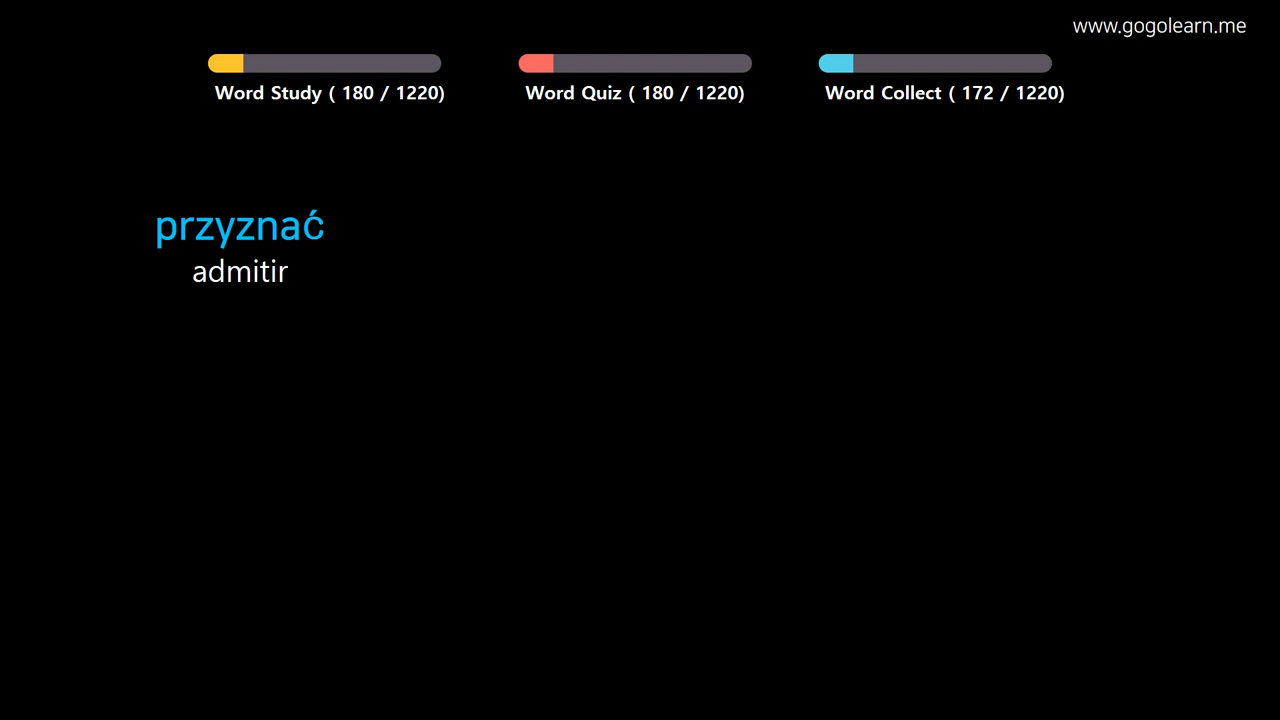 www.gogolearn.me
Word Study ( 180 / 1220)
Word Quiz ( 180 / 1220)
Word Collect ( 172 / 1220)
przyznać
admitir